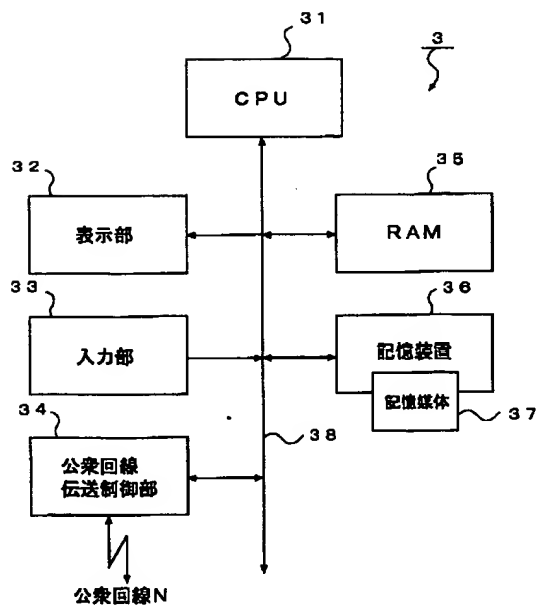 31
3
CPU
32
35
表示部
RAM
33
36
入力部
記憶装置
記憶媒体
37
34
38
公衆回線
伝送制御部
公衆回線N